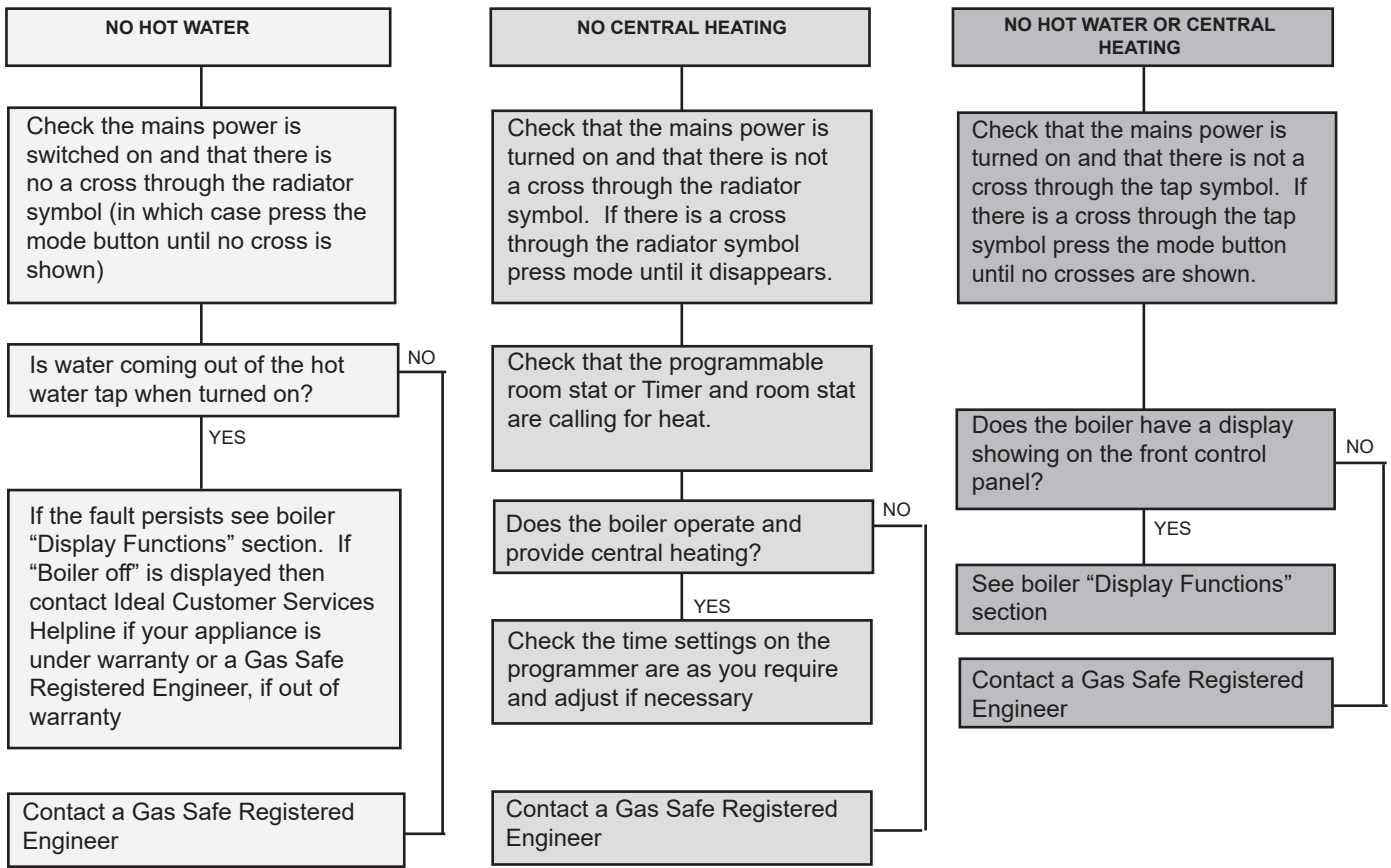 NO HOT WATER
Check the mains power is
switched on and that there is
no a cross through the radiator
symbol (in which case press the
mode button until no cross is
shown)
Is water coming out of the hot
water tap when turned on?
NO
YES
If the fault persists see boiler
“Display Functions” section.  If
“Boiler off” is displayed then
contact Ideal Customer Services
Helpline if your appliance is
under warranty or a Gas Safe
Registered Engineer, if out of
warranty
Contact a Gas Safe Registered
Engineer
NO CENTRAL HEATING
Check that the mains power is
turned on and that there is not
a cross through the radiator
symbol.  If there is a cross
through the radiator symbol
press mode until it disappears.
Check that the programmable
room stat or Timer and room stat
are calling for heat.
Does the boiler operate and
provide central heating?
NO
YES
Check the time settings on the
programmer are as you require
and adjust if necessary
Contact a Gas Safe Registered
Engineer
NO HOT WATER OR CENTRAL
HEATING
Check that the mains power is
turned on and that there is not a
cross through the tap symbol.  If
there is a cross through the tap
symbol press the mode button
until no crosses are shown.
Does the boiler have a display
showing on the front control
panel?
NO
YES
See boiler “Display Functions”
section
Contact a Gas Safe Registered
Engineer